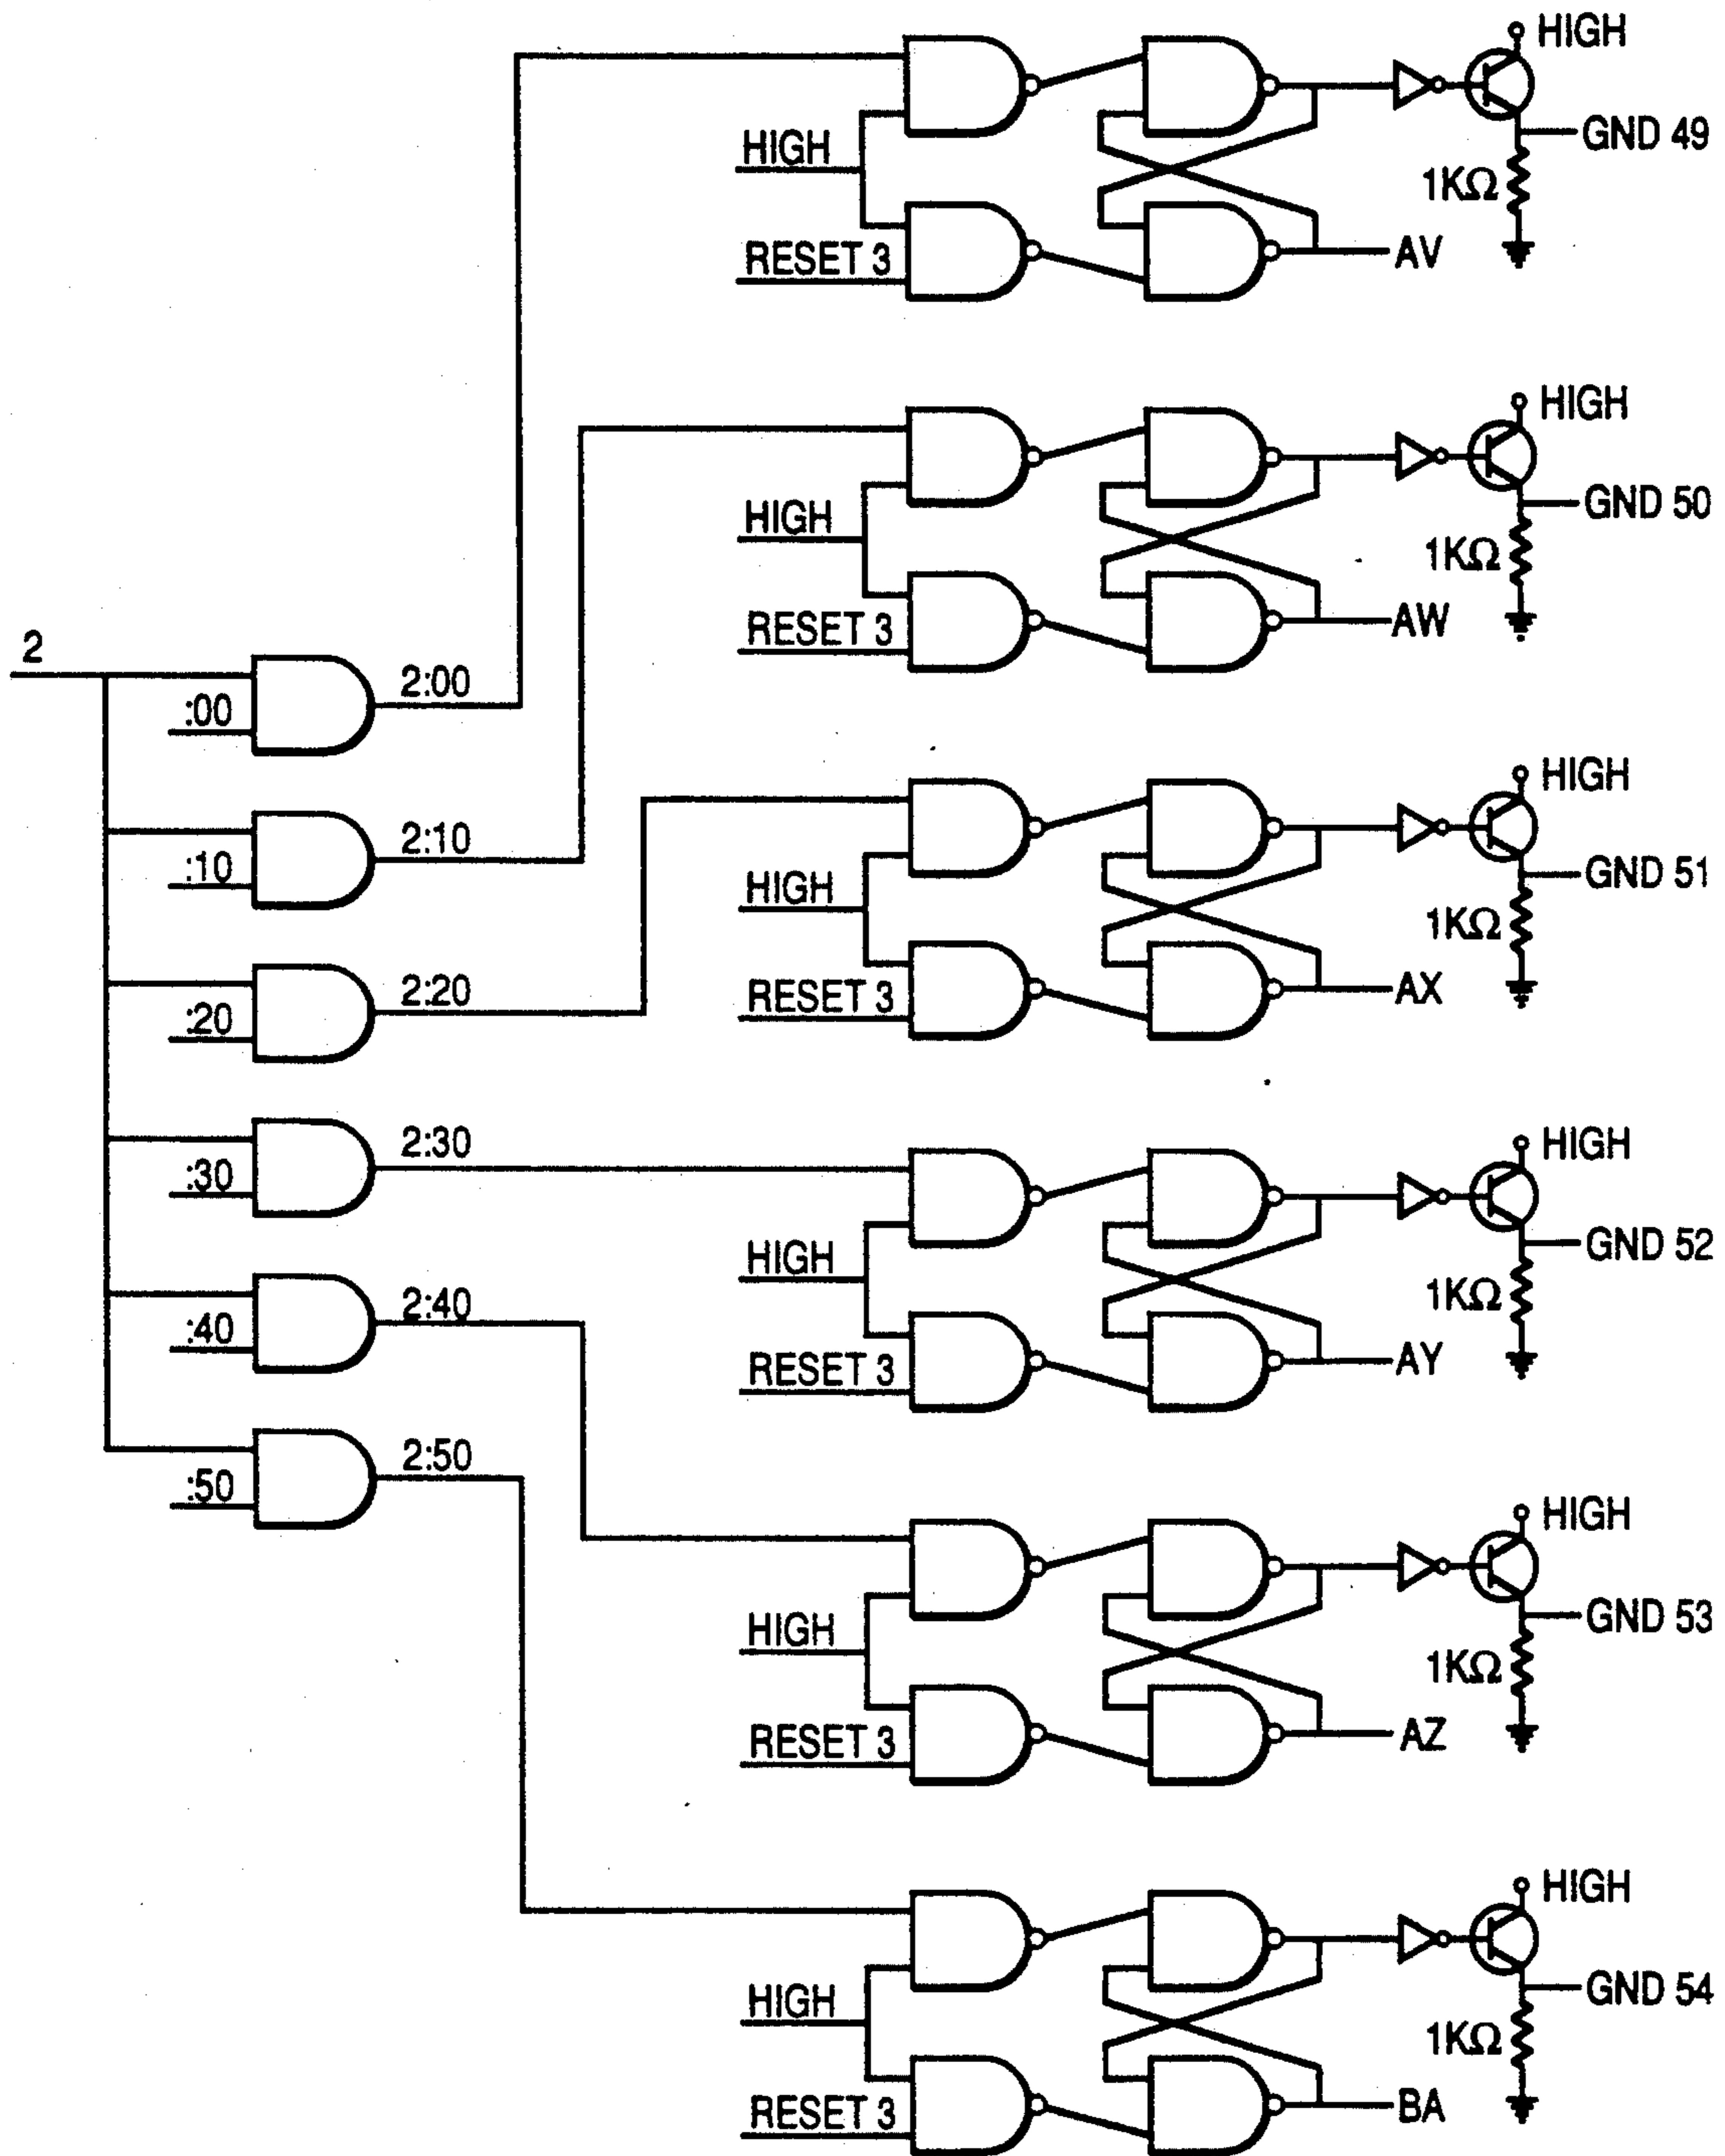 HIGH
GND 49
HIGH
1KΩ
RESET 3
AV
HIGH
GND 50
HIGH
1KΩ
RESET 3
AW
2
2:00
:00
HIGH
2:10
:10
GND 51
HIGH
1KΩ
2:20
RESET 3
AX
:20
2:30
HIGH
:30
GND 52
HIGH
1KΩ
2:40
:40
RESET 3
AY
2:50
:50
HIGH
GND 53
HIGH
1KΩ
RESET 3
AZ
HIGH
GND 54
HIGH
1KΩ
RESET 3
BA